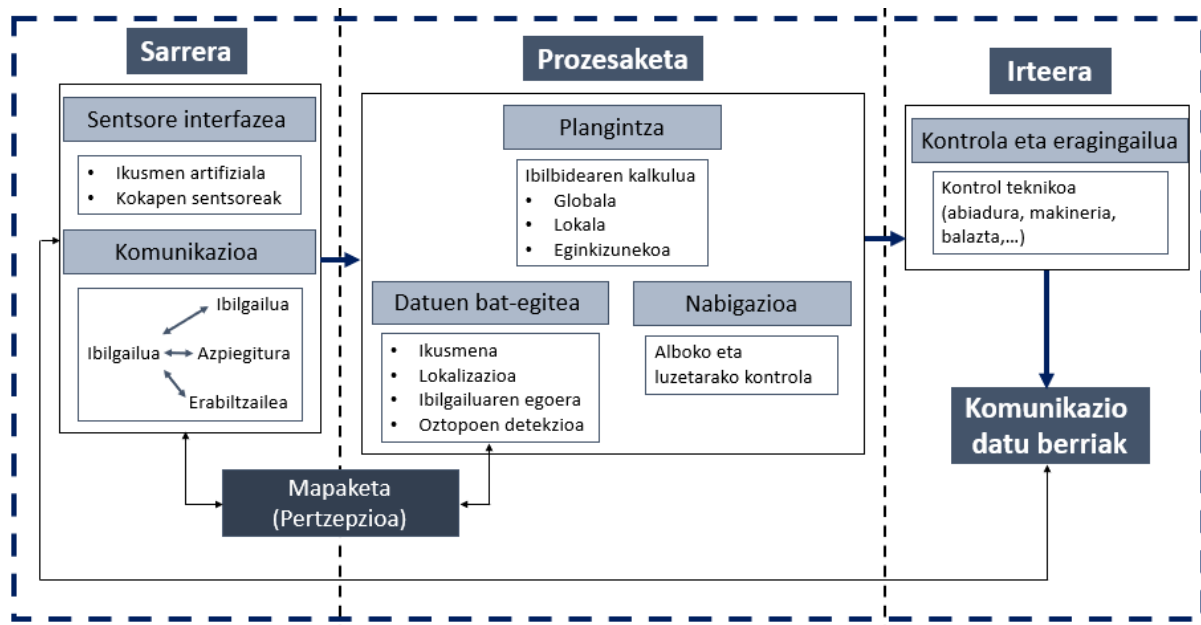 Sarrera
Sentsore interfazea
• Ikusmen artifiziala
• Kokapen sentsoreak
Komunikazioa
Ibilgailua
Ibilgailua
Azpiegitura
Erabiltzailea
Mapaketa
(Pertzepzioa)
Prozesaketa
Plangintza
Ibilbidearen kalkulua
• Globala
• Lokala
• Eginkizunekoa
Datuen bat-egitea
• Ikusmena
• Lokalizazioa
• Ibilgailuaren egoera
• Oztopoen detekzioa
Nabigazioa
Alboko eta
luzetarako kontrola
Irteera
Kontrola eta eragingailua
Kontrol teknikoa
(abiadura, makineria,
balazta,...)
Komunikazio
datu berriak